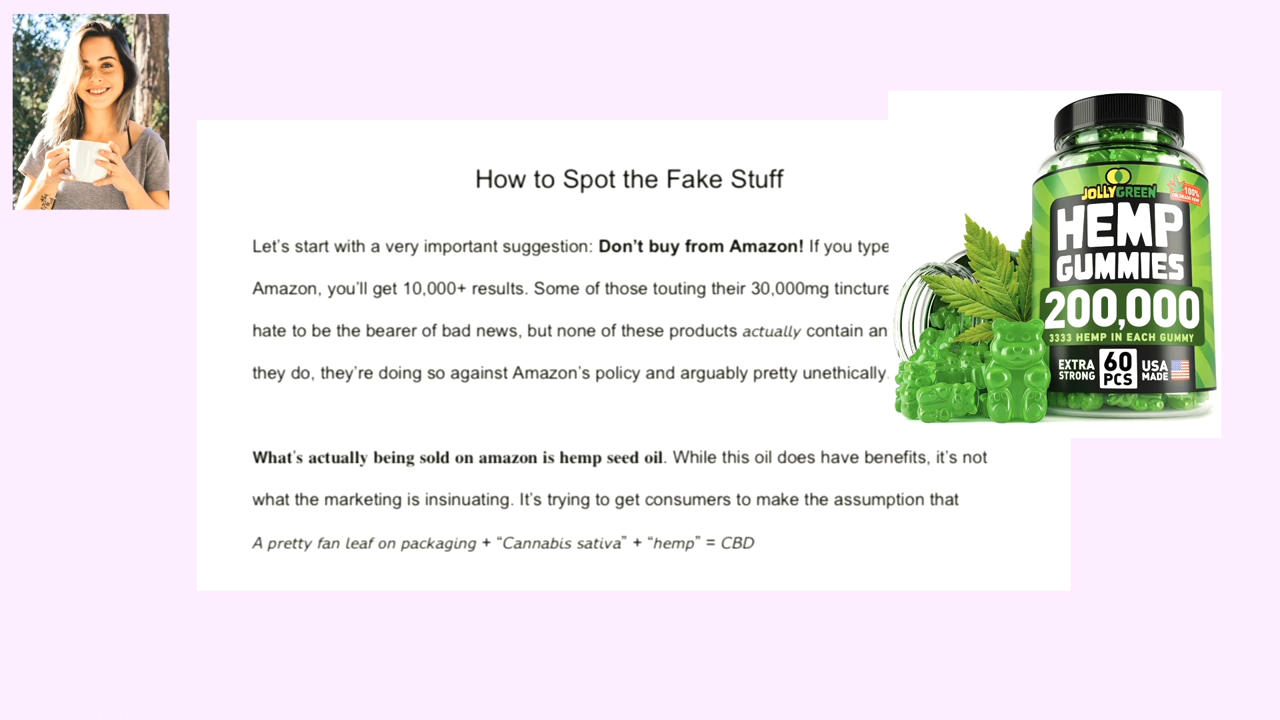 How to Spot the Fake Stuff
Let's start with a very important suggestion: Don't buy from Amazon! If you type
Amazon, you'll get 10,000+ results. Some of those touting their 30,000mg tincture
hate to be the bearer of bad news, but none of these products actually contain an
they do, they're doing so against Amazon's policy and arguably pretty unethically.
What's actually being sold on amazon is hemp seed oil. While this oil does have benefits, it's not
what the marketing is insinuating. It's trying to get consumers to make the assumption that
A pretty fan leaf on packaging + “Cannabis sativa” + “hemp” = CBD
JOLLYGREEN
100%
HEMP
GUMMIES
200,000
3333 HEMP IN EACH GUMMY
EXTRA STRONG
60 PCS
USA MADE